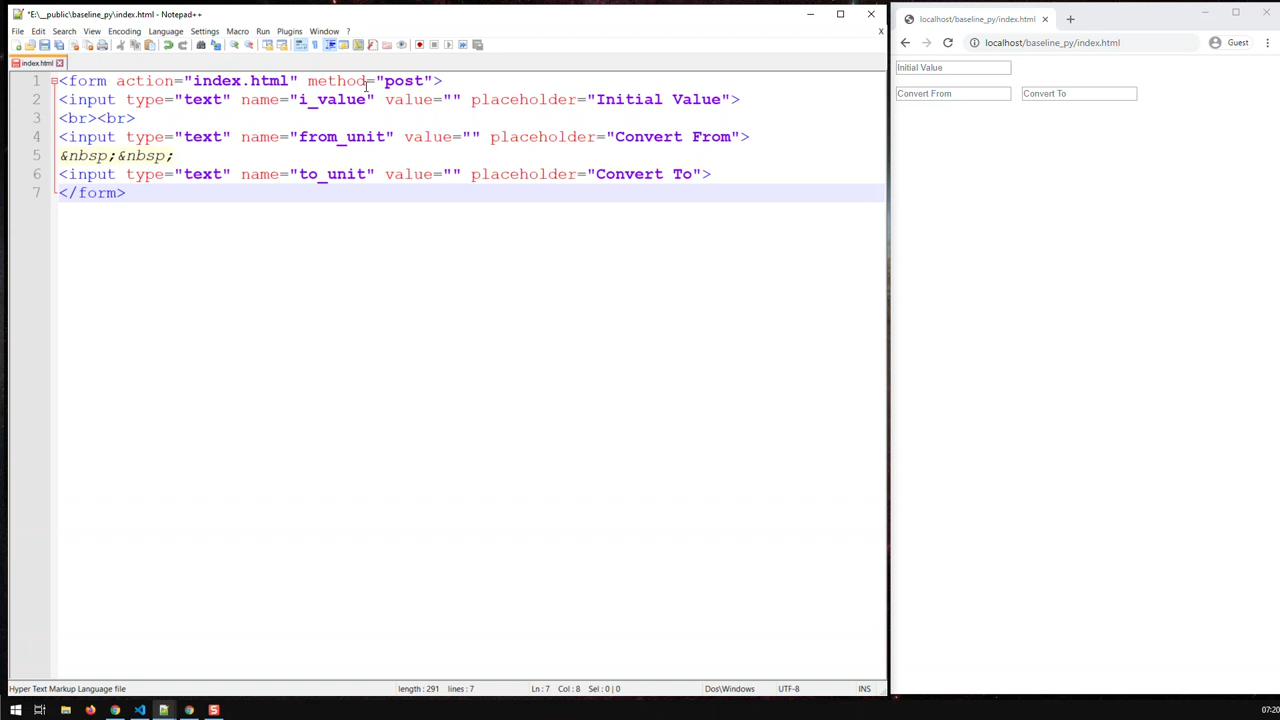 *E:\__public\baseline_py\index.html - Notepad++
File Edit Search View Encoding Language Settings Tools Macro Run Plugins Window ? X
index.html
1 <form action="index.html" method="post">
2 <input type="text" name="i_value" value="" placeholder="Initial Value">
3 <br><br>
4 <input type="text" name="from_unit" value="" placeholder="Convert From">
5 &nbsp;&nbsp;
6 <input type="text" name="to_unit" value="" placeholder="Convert To">
7 </form>
Hyper Text Markup Language file length : 291 lines : 7 Ln : 7 Col : 8 Sel : 0 | 0 Dos\Windows UTF-8 INS
localhost/baseline_py/index.html
localhost/baseline_py/index.html Guest
Initial Value
Convert From Convert To
07:20